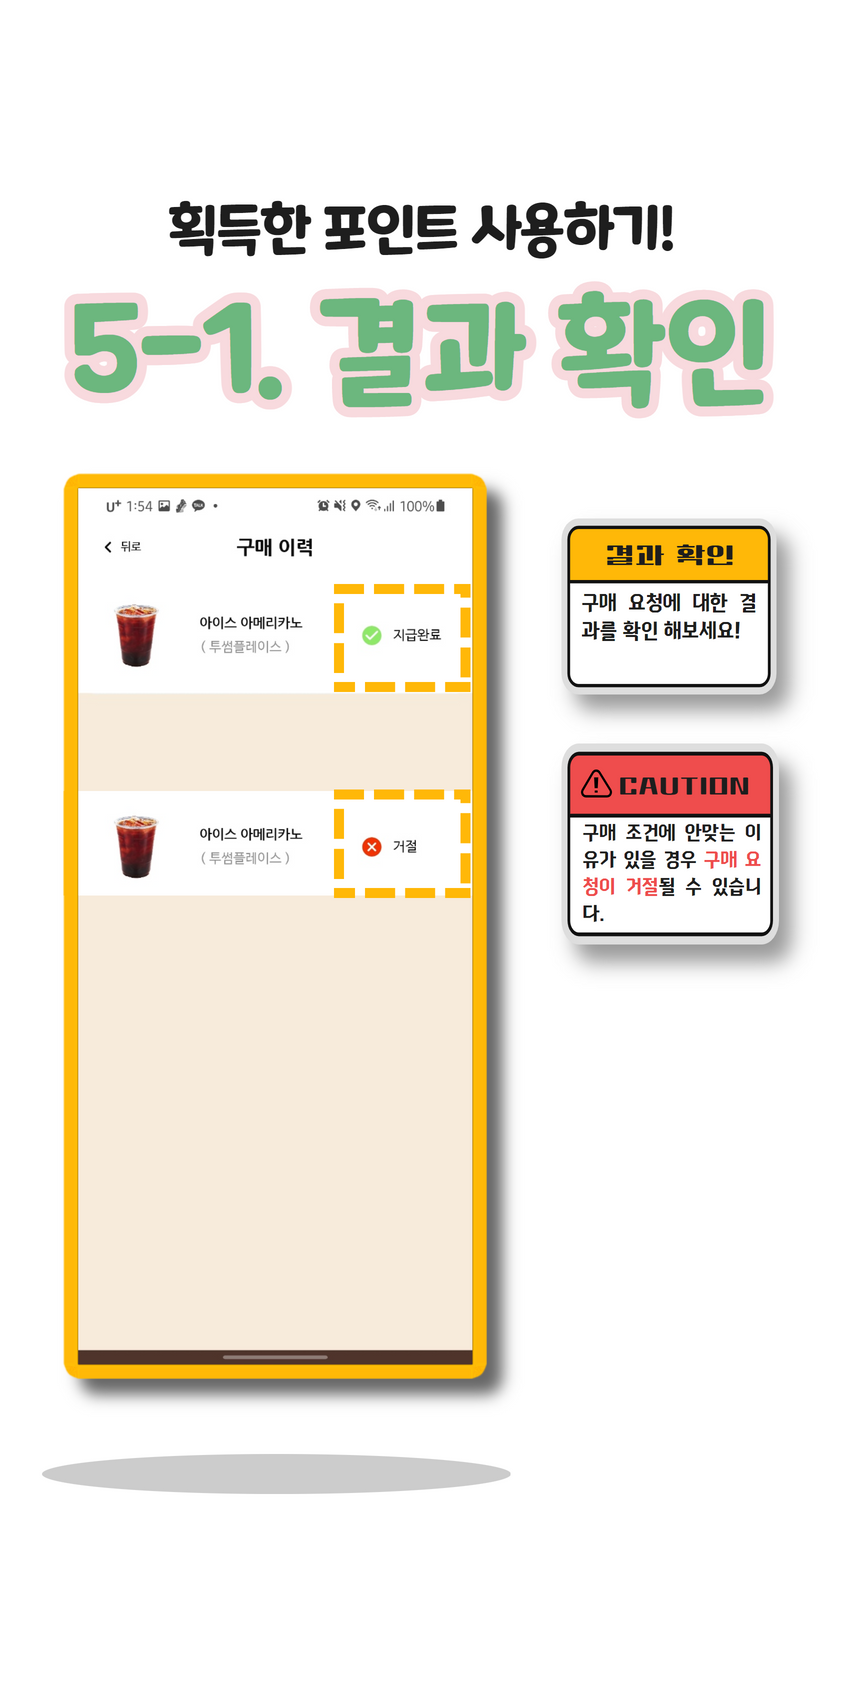 획득한 포인트 사용하기!
5-1. 결과 확인
U+ 1:54 100%
뒤로
구매 이력
아이스 아메리카노
( 투썸플레이스 )
지급완료
아이스 아메리카노
( 투썸플레이스 )
거절
결과 확인
구매 요청에 대한 결
과를 확인 해보세요!
CAUTION
구매 조건에 안맞는 이
유가 있을 경우 구매 요
청이 거절될 수 있습니
다.